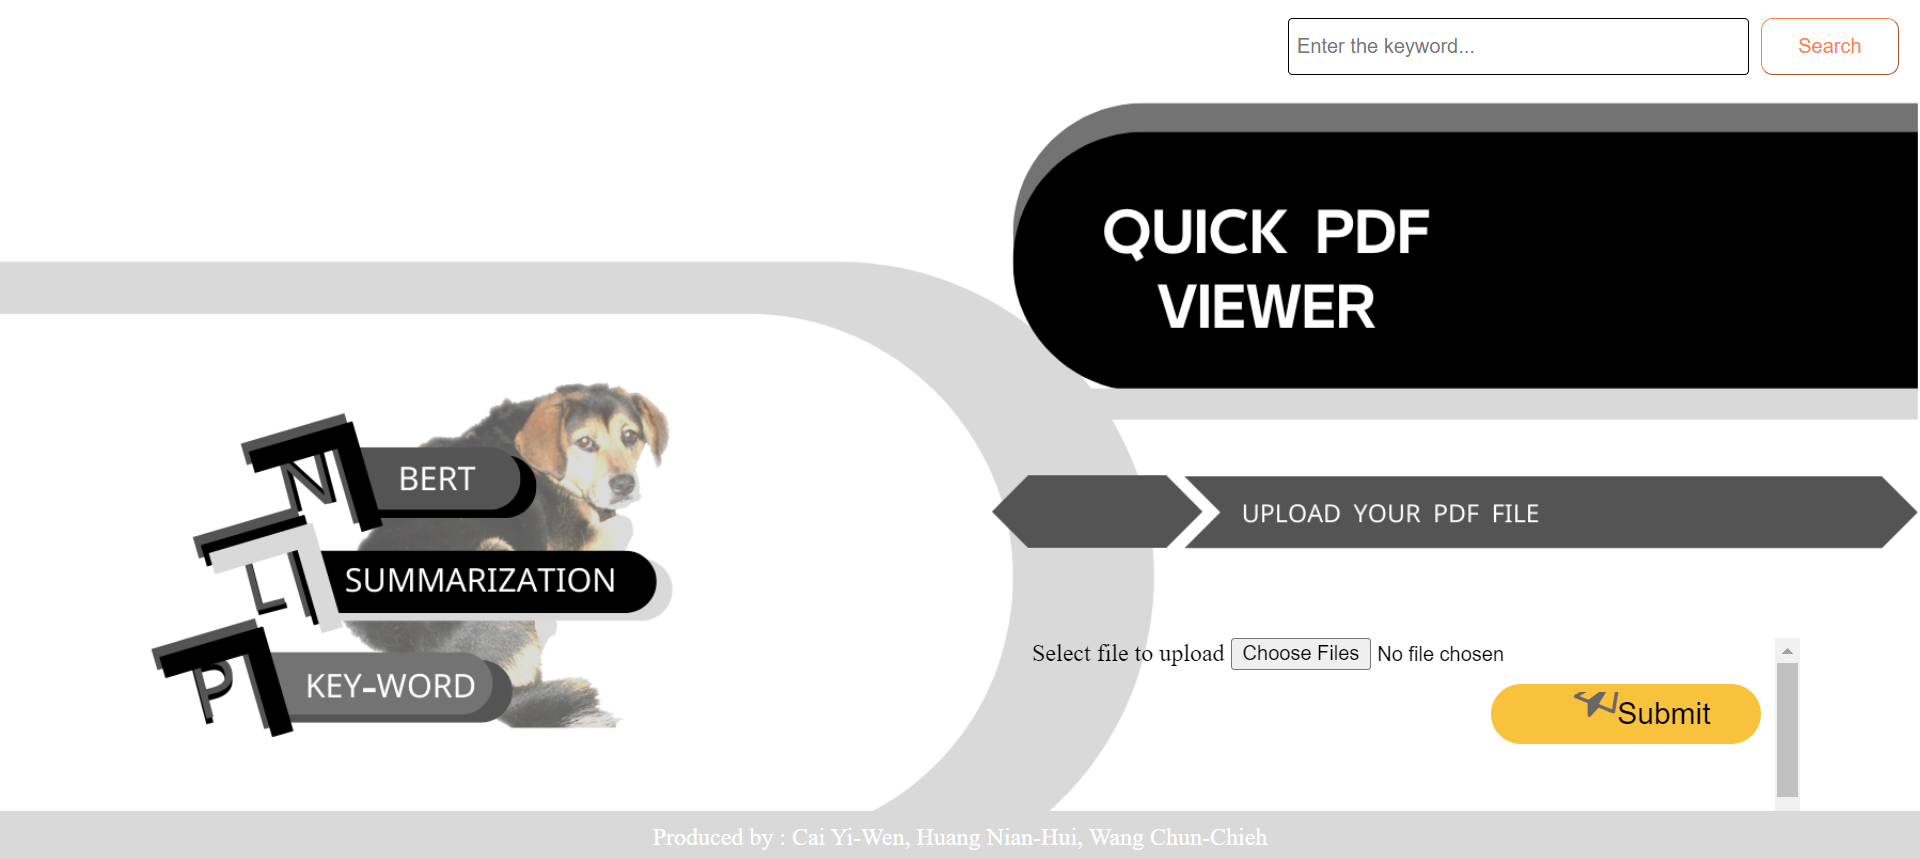 Enter the keyword...
Search
QUICK PDF
VIEWER
N BERT
L SUMMARIZATION
P KEY-WORD
UPLOAD YOUR PDF FILE
Select file to upload Choose Files No file chosen
Submit
Produced by : Cai Yi-Wen, Huang Nian-Hui, Wang Chun-Chieh